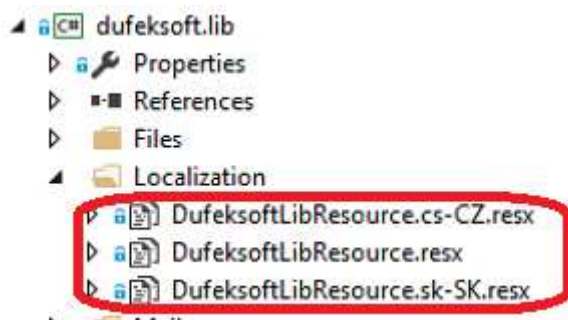 C# dufeksoft.lib
Properties
References
Files
Localization
DufeksoftLibResource.cs-CZ.resx
DufeksoftLibResource.resx
DufeksoftLibResource.sk-SK.resx